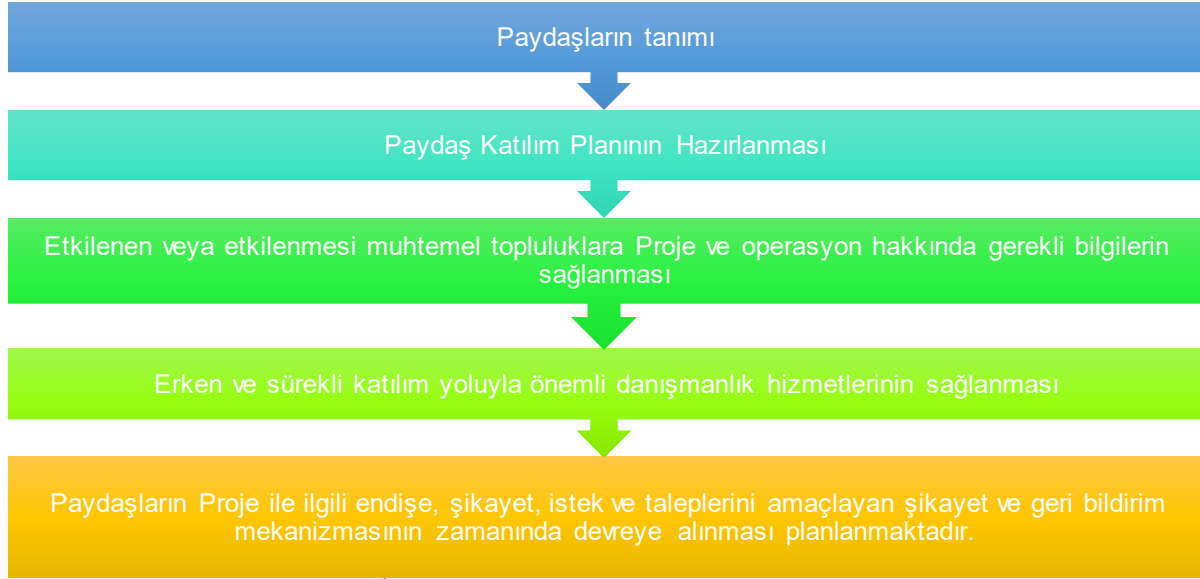 Paydaşların tanımı
Paydaş Katılım Planının Hazırlanması
Etkilenen veya etkilenmesi muhtemel topluluklara Proje ve operasyon hakkında gerekli bilgilerin
sağlanması
Erken ve sürekli katılım yoluyla önemli danışmanlık hizmetlerinin sağlanması
Paydaşların Proje ile ilgili endişe, şikayet, istek ve taleplerini amaçlayan şikayet ve geri bildirim
mekanizmasının zamanında devreye alınması planlanmaktadır.